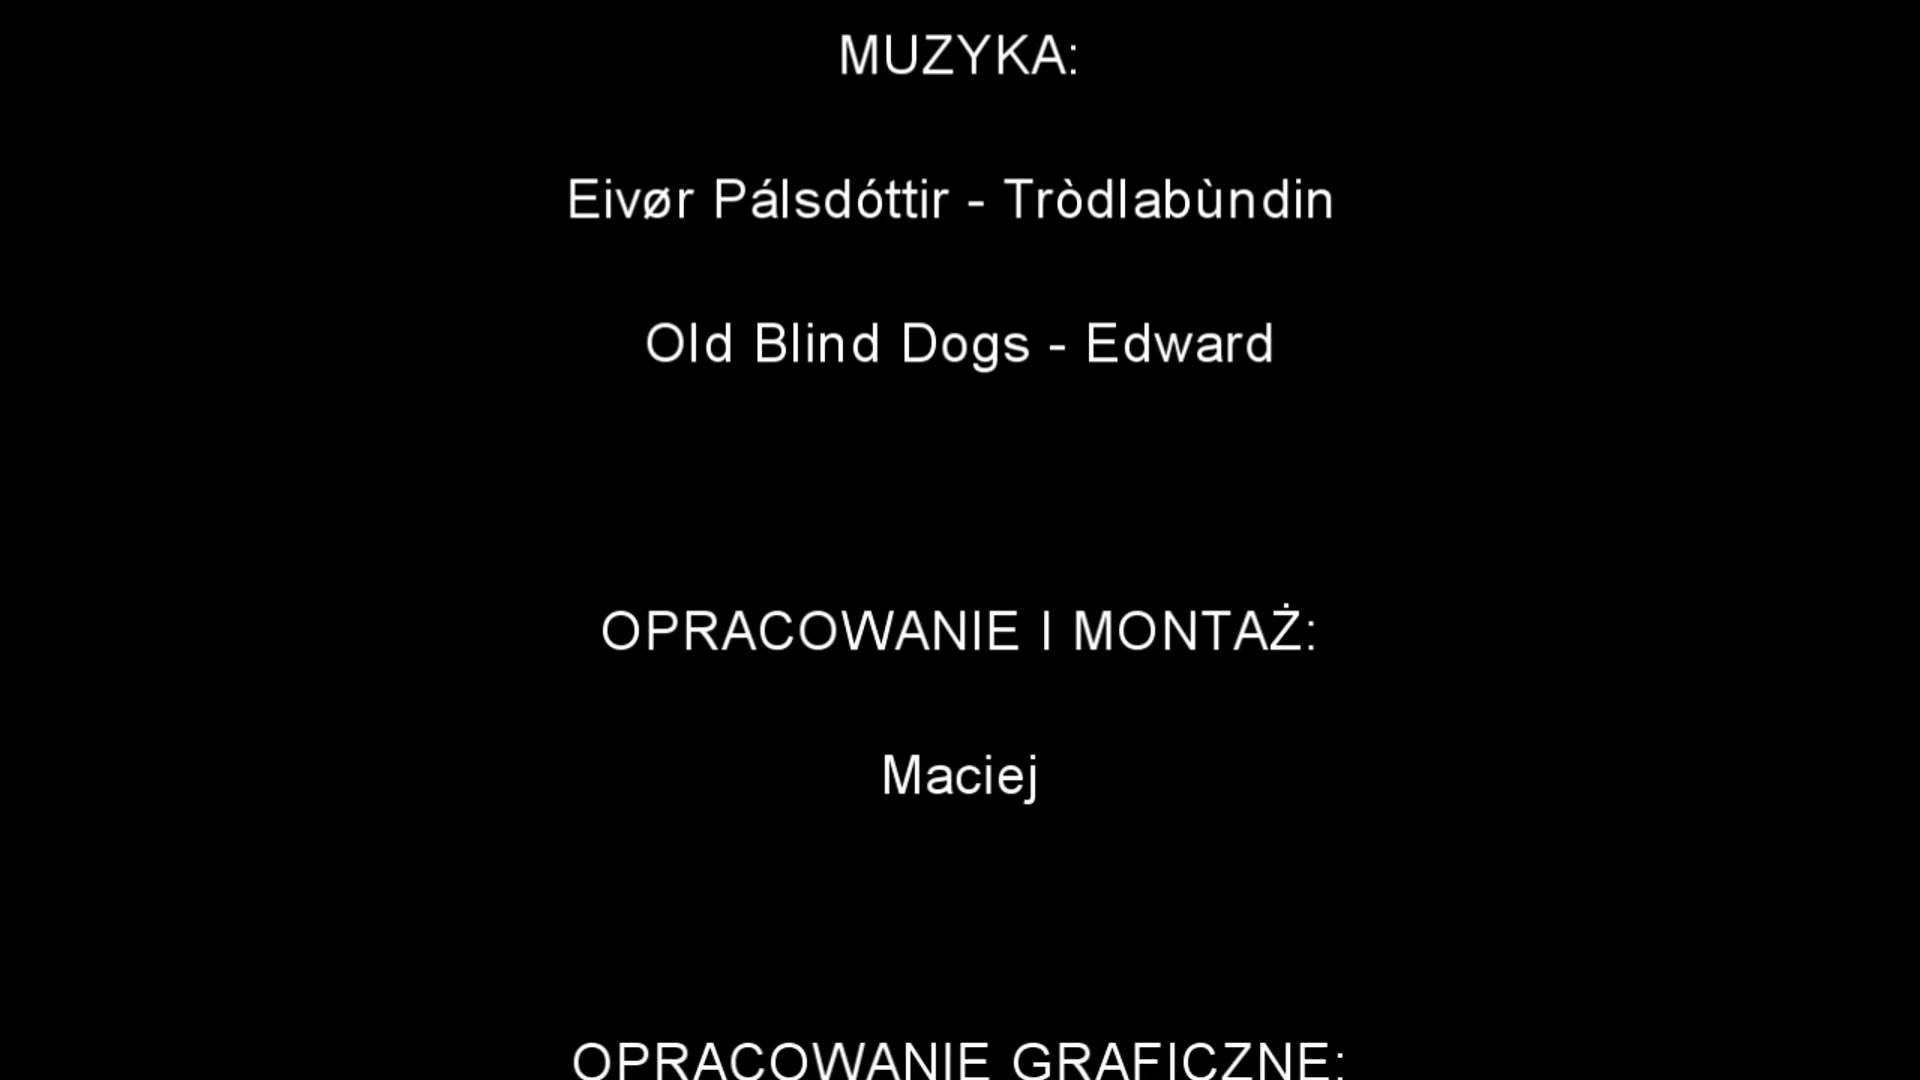 MUZYKA:
Eivør Pálsdóttir - Tròdlabùndin
Old Blind Dogs - Edward
OPRACOWANIE I MONTAŻ:
Maciej
OPRACOWANIE GRAFICZNE: